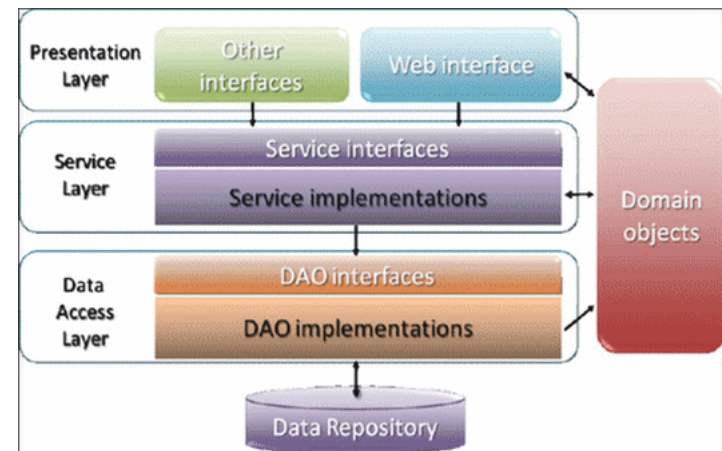 Presentation
Layer
Other
interfaces
Web interface
Service
Layer
Service interfaces
Service implementations
Domain
objects
Data
Access
Layer
DAO interfaces
DAO implementations
Data Repository